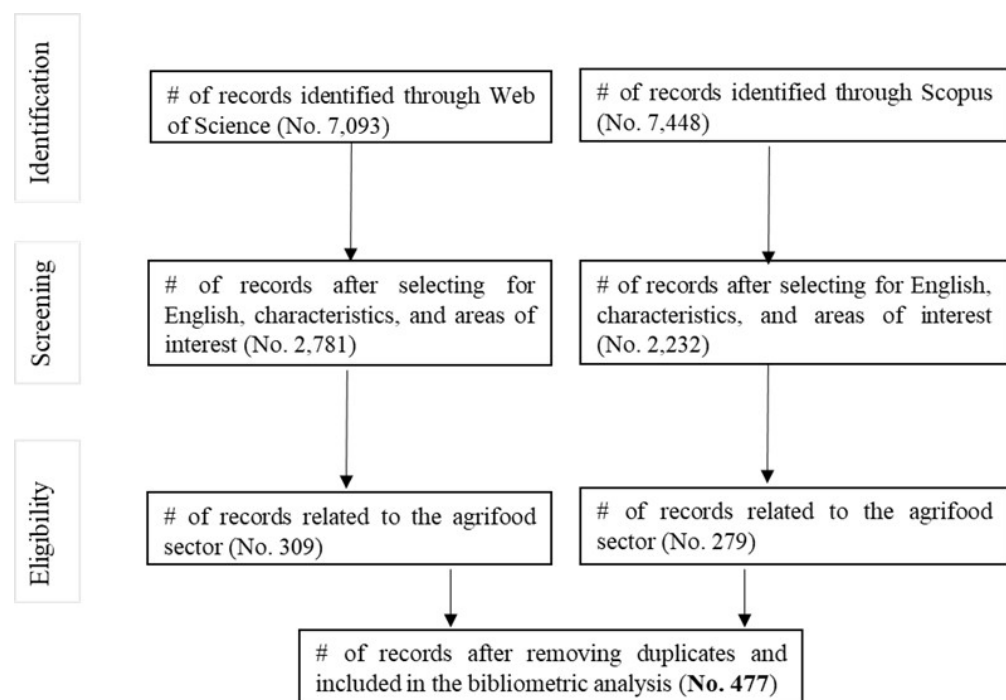 Identification
# of records identified through Web
of Science (No. 7,093)
# of records identified through Scopus
(No. 7,448)
Screening
# of records after selecting for
English, characteristics, and areas of
interest (No. 2,781)
# of records after selecting for English,
characteristics, and areas of interest
(No. 2,232)
Eligibility
# of records related to the agrifood
sector (No. 309)
# of records related to the agrifood
sector (No. 279)
# of records after removing duplicates and
included in the bibliometric analysis (No. 477)